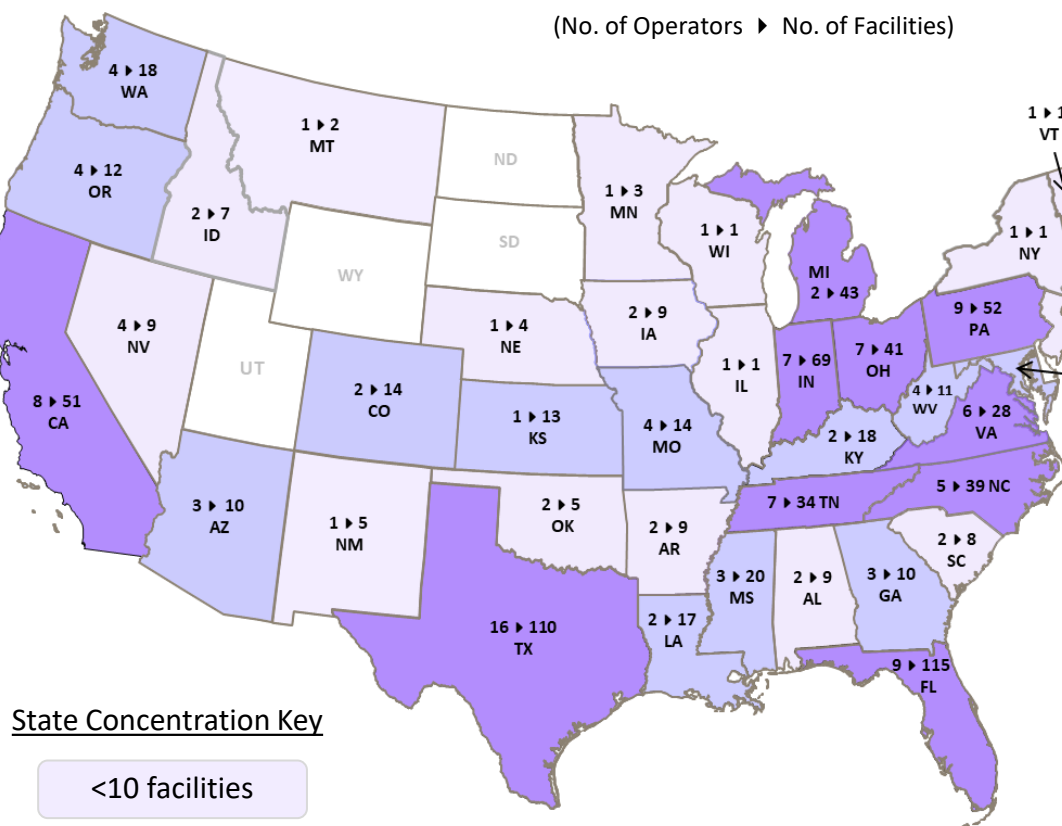 (No. of Operators ▸ No. of Facilities)
4 ▸ 18
WA
1 ▸ 2
MT
ND
1 ▸ 1
VT
4 ▸ 12
OR
2 ▸ 7
ID
1 ▸ 3
MN
SD
1 ▸ 1
WI
1 ▸ 1
NY
WY
MI
2 ▸ 43
4 ▸ 9
NV
1 ▸ 4
NE
2 ▸ 9
IA
9 ▸ 52
PA
UT
1 ▸ 1
IL
7 ▸ 69
IN
7 ▸ 41
OH
8 ▸ 51
CA
2 ▸ 14
CO
1 ▸ 13
KS
4 ▸ 14
MO
4 ▸ 11
WV
6 ▸ 28
VA
2 ▸ 18
KY
3 ▸ 10
AZ
1 ▸ 5
NM
2 ▸ 5
OK
2 ▸ 9
AR
7 ▸ 34 TN
5 ▸ 39 NC
2 ▸ 8
SC
3 ▸ 20
MS
2 ▸ 9
AL
3 ▸ 10
GA
16 ▸ 110
TX
2 ▸ 17
LA
9 ▸ 115
FL
State Concentration Key
<10 facilities